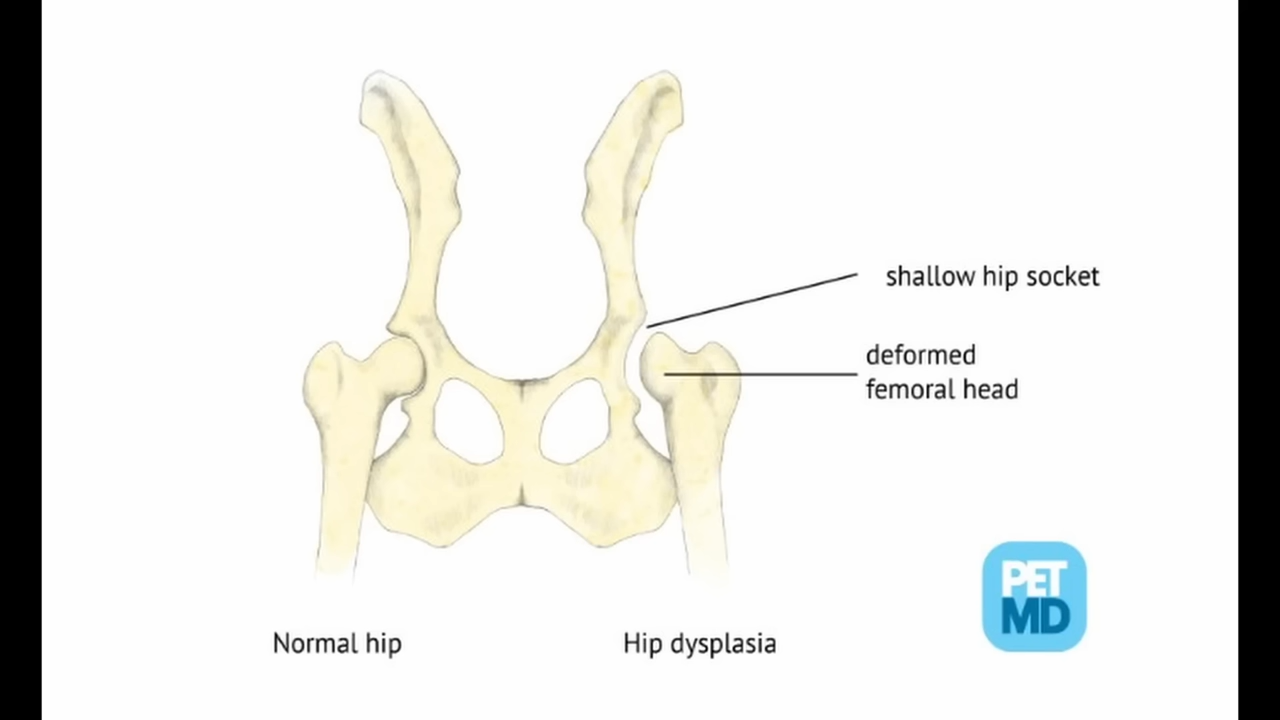 shallow hip socket
deformed
femoral head
PET
MD
Normal hip
Hip dysplasia